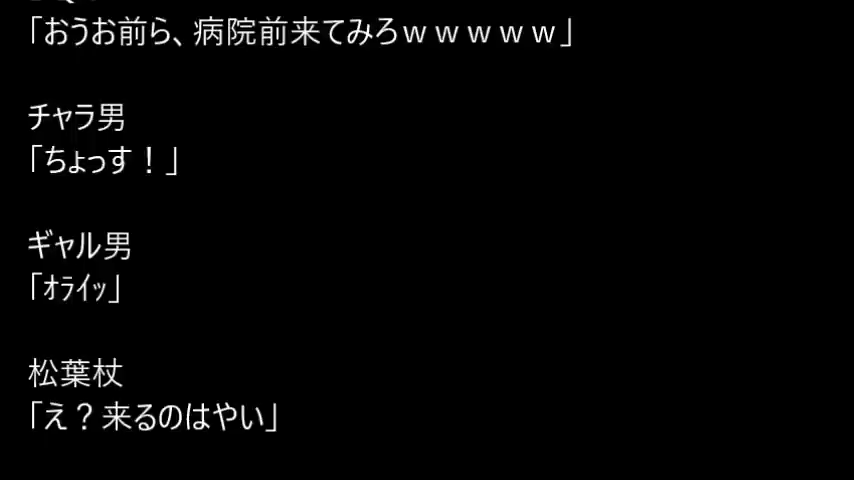 「おうお前ら、病院前来てみろｗｗｗｗｗ」
チャラ男
「ちょっす！」
ギャル男
「ｵﾗｲｯ」
松葉杖
「え？来るのはやい」